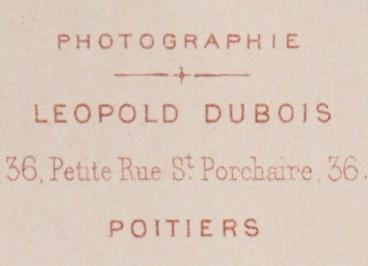 PHOTOGRAPHIE
LEOPOLD DUBOIS
36, Petite Rue St Porchaire, 36.
POITIERS